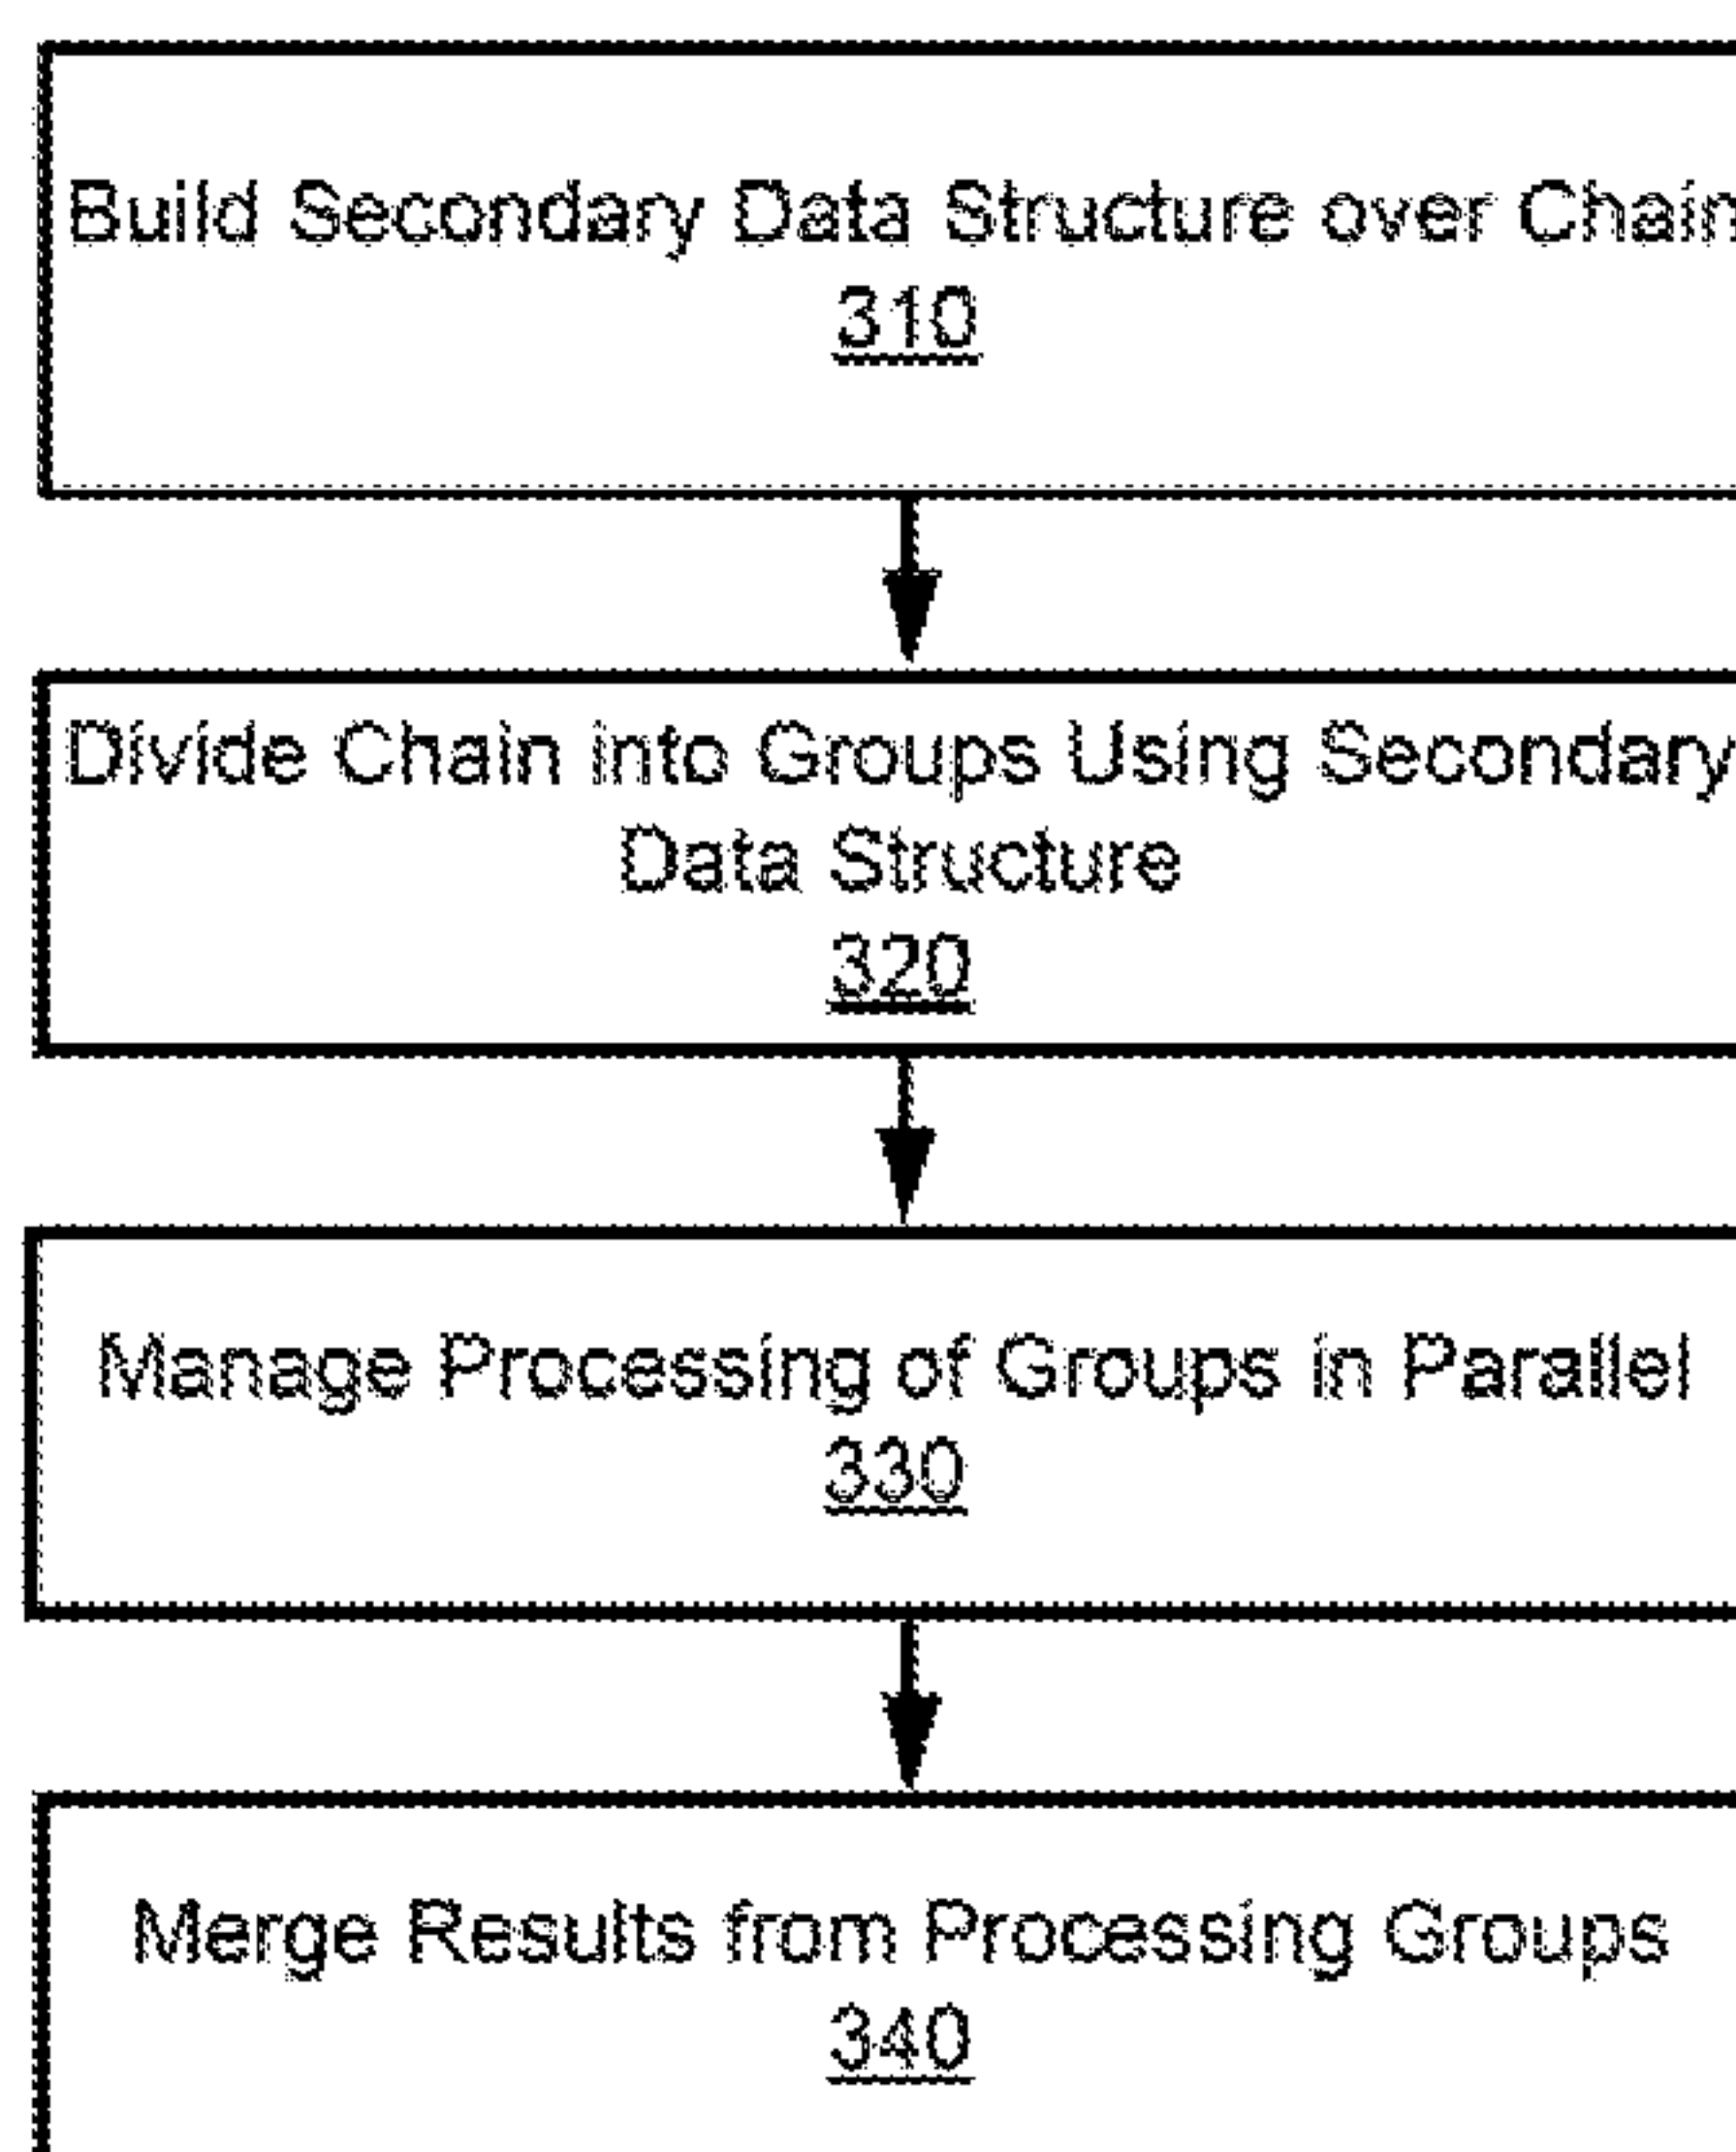 Build Secondary Data Structure over Chain
310
Divide Chain into Groups Using Secondary
Data Structure
320
Manage Processing of Groups in Parallel
330
Merge Results from Processing Groups
340